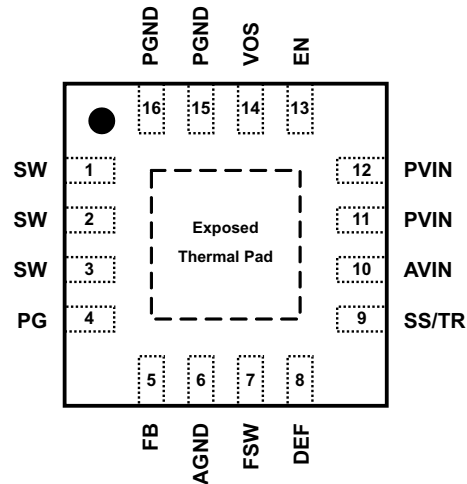 PGND
PGND
VOS
EN
16
15
14
13
SW
1
12
PVIN
SW
2
11
PVIN
Exposed
Thermal Pad
SW
3
10
AVIN
PG
4
9
SS/TR
5
6
7
8
FB
AGND
FSW
DEF